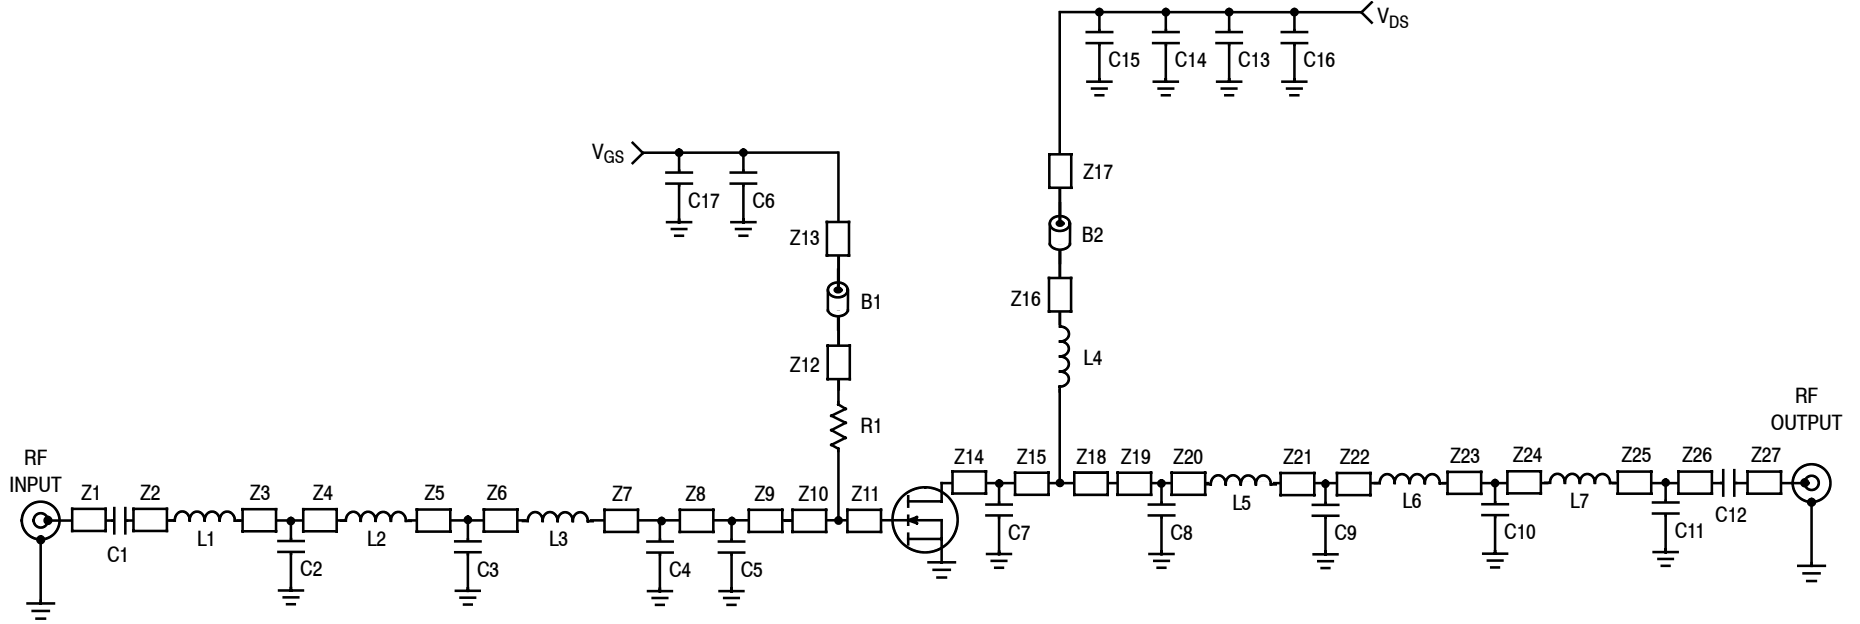 V_DS
C15 C14 C13 C16
V_GS
C17 C6
Z17
B2
Z16
L4
Z13
B1
Z12
R1
RF
INPUT
Z1 Z2 Z3 Z4 Z5 Z6 Z7 Z8 Z9 Z10 Z11
C1 L1 C2 L2 C3 L3 C4 C5
Z14 Z15 Z18 Z19 Z20 Z21 Z22 Z23 Z24 Z25 Z26 Z27
C7 C8 L5 C9 L6 C10 L7 C11 C12
RF
OUTPUT